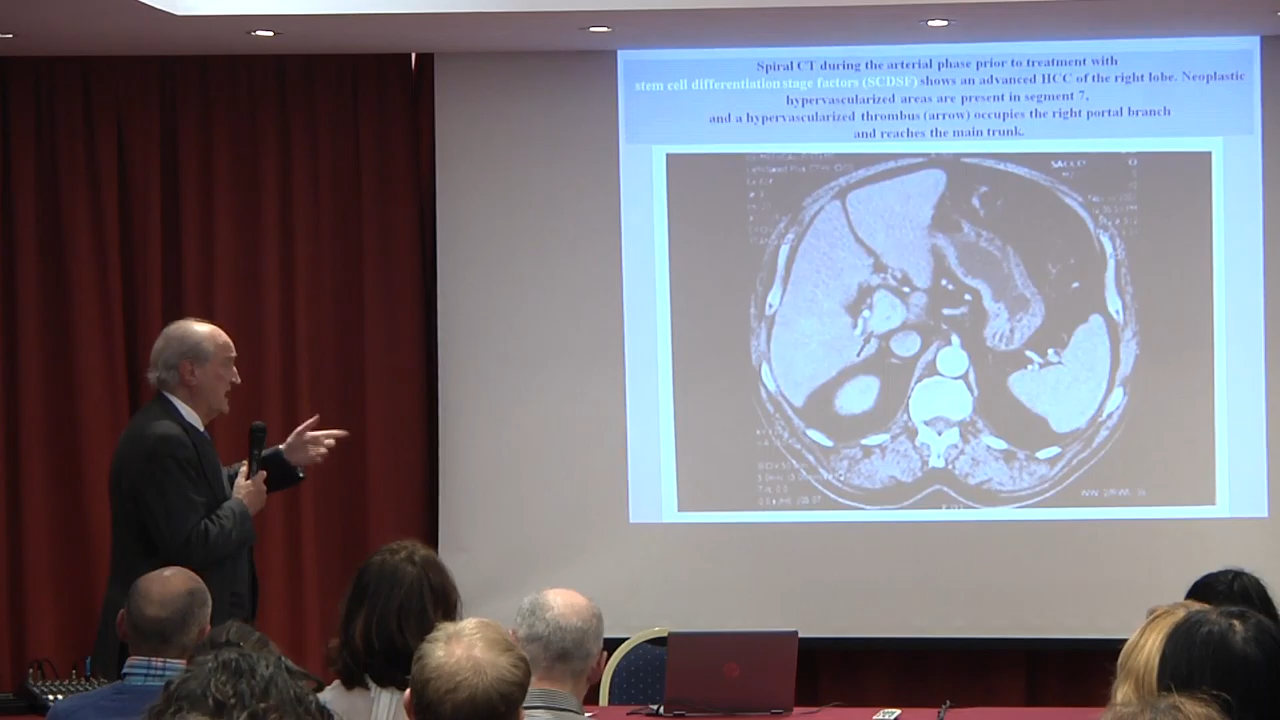 Spiral CT during the arterial phase prior to treatment with
stem cell differentiation stage factors (SCDSF) shows an advanced HCC of the right lobe. Neoplastic
hypervascularized areas are present in segment 7,
and a hypervascularized thrombus (arrow) occupies the right portal branch
and reaches the main trunk.